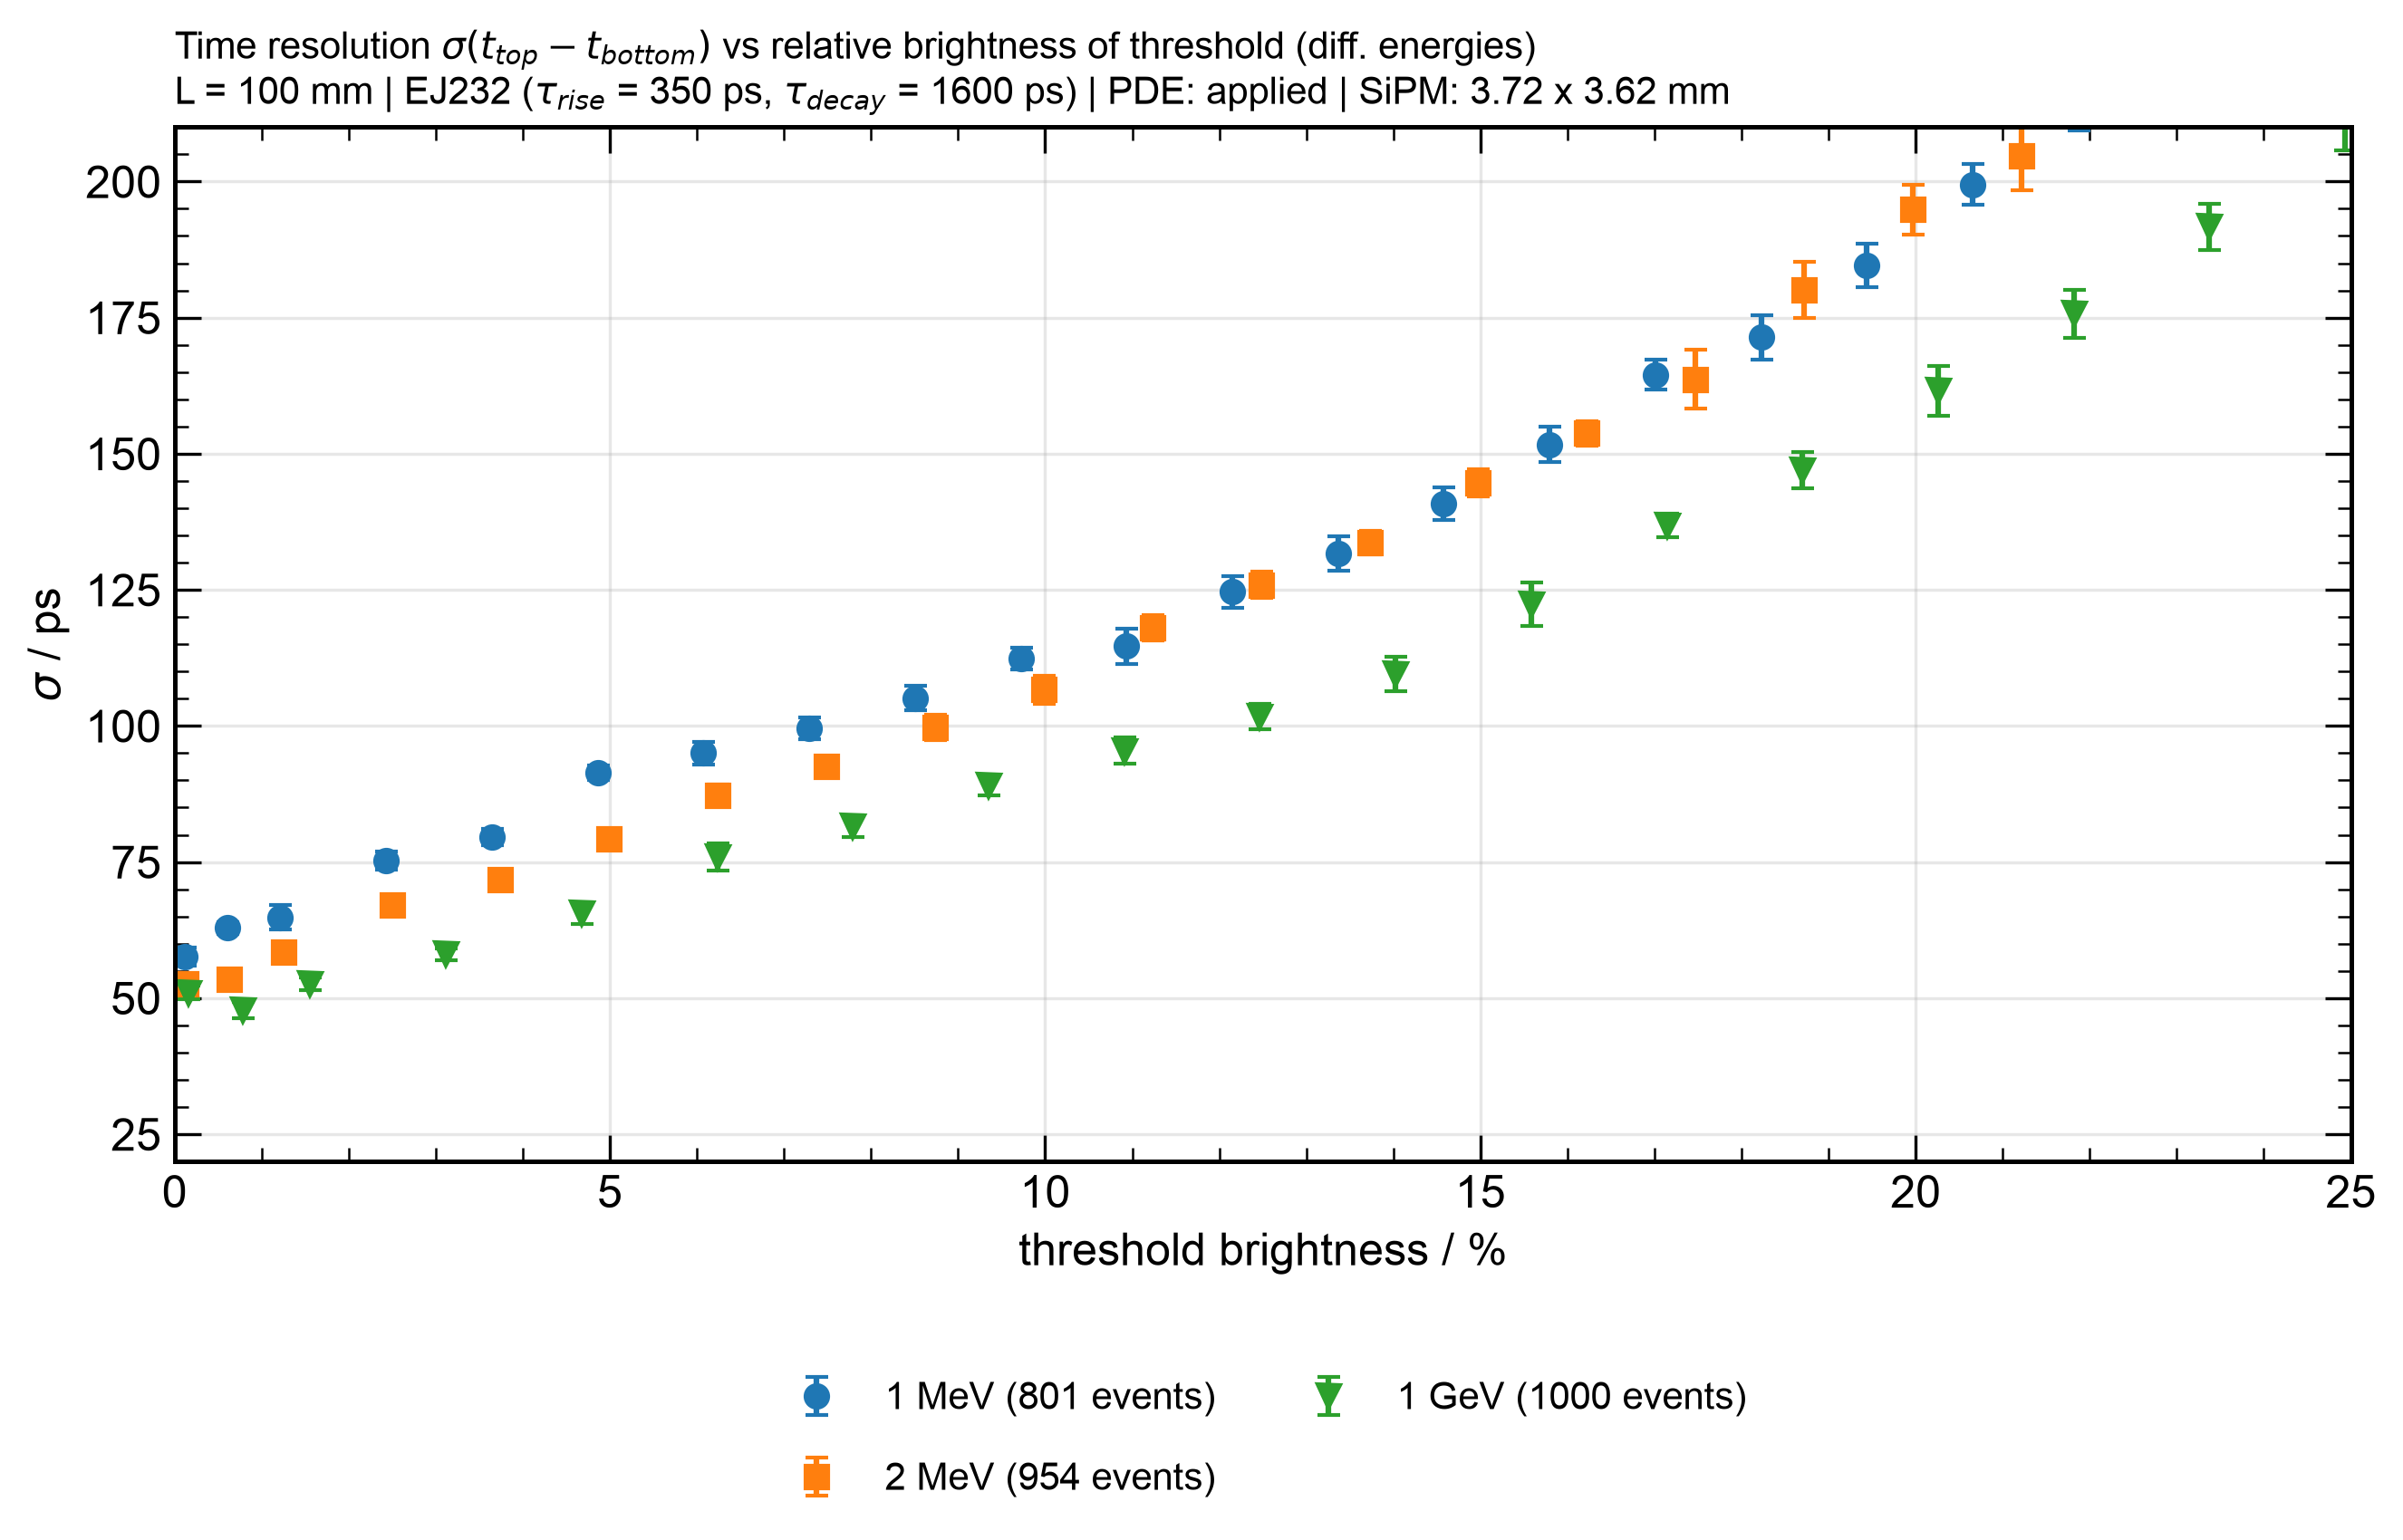 Time resolution σ(t_top − t_bottom) vs relative brightness of threshold (diff. energies)
L = 100 mm | EJ232 (τ_rise = 350 ps, τ_decay = 1600 ps) | PDE: applied | SiPM: 3.72 x 3.62 mm
200
175
150
125
100
75
50
25
σ / ps
0 5 10 15 20 25
threshold brightness / %
1 MeV (801 events)
2 MeV (954 events)
1 GeV (1000 events)